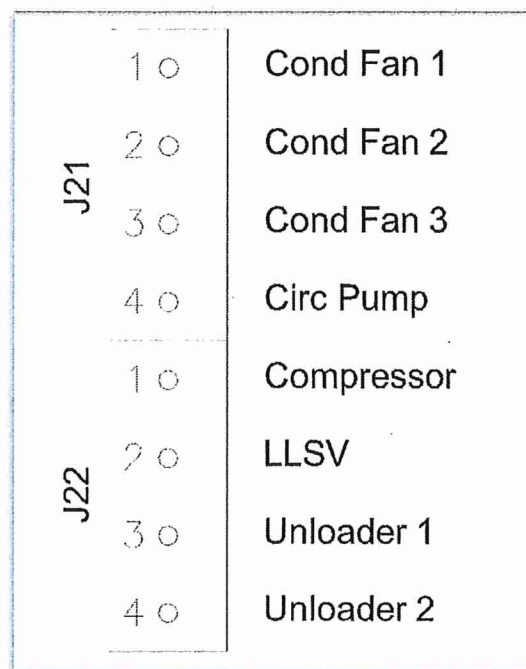 J21
1 Cond Fan 1
2 Cond Fan 2
3 Cond Fan 3
4 Circ Pump
J22
1 Compressor
2 LLSV
3 Unloader 1
4 Unloader 2